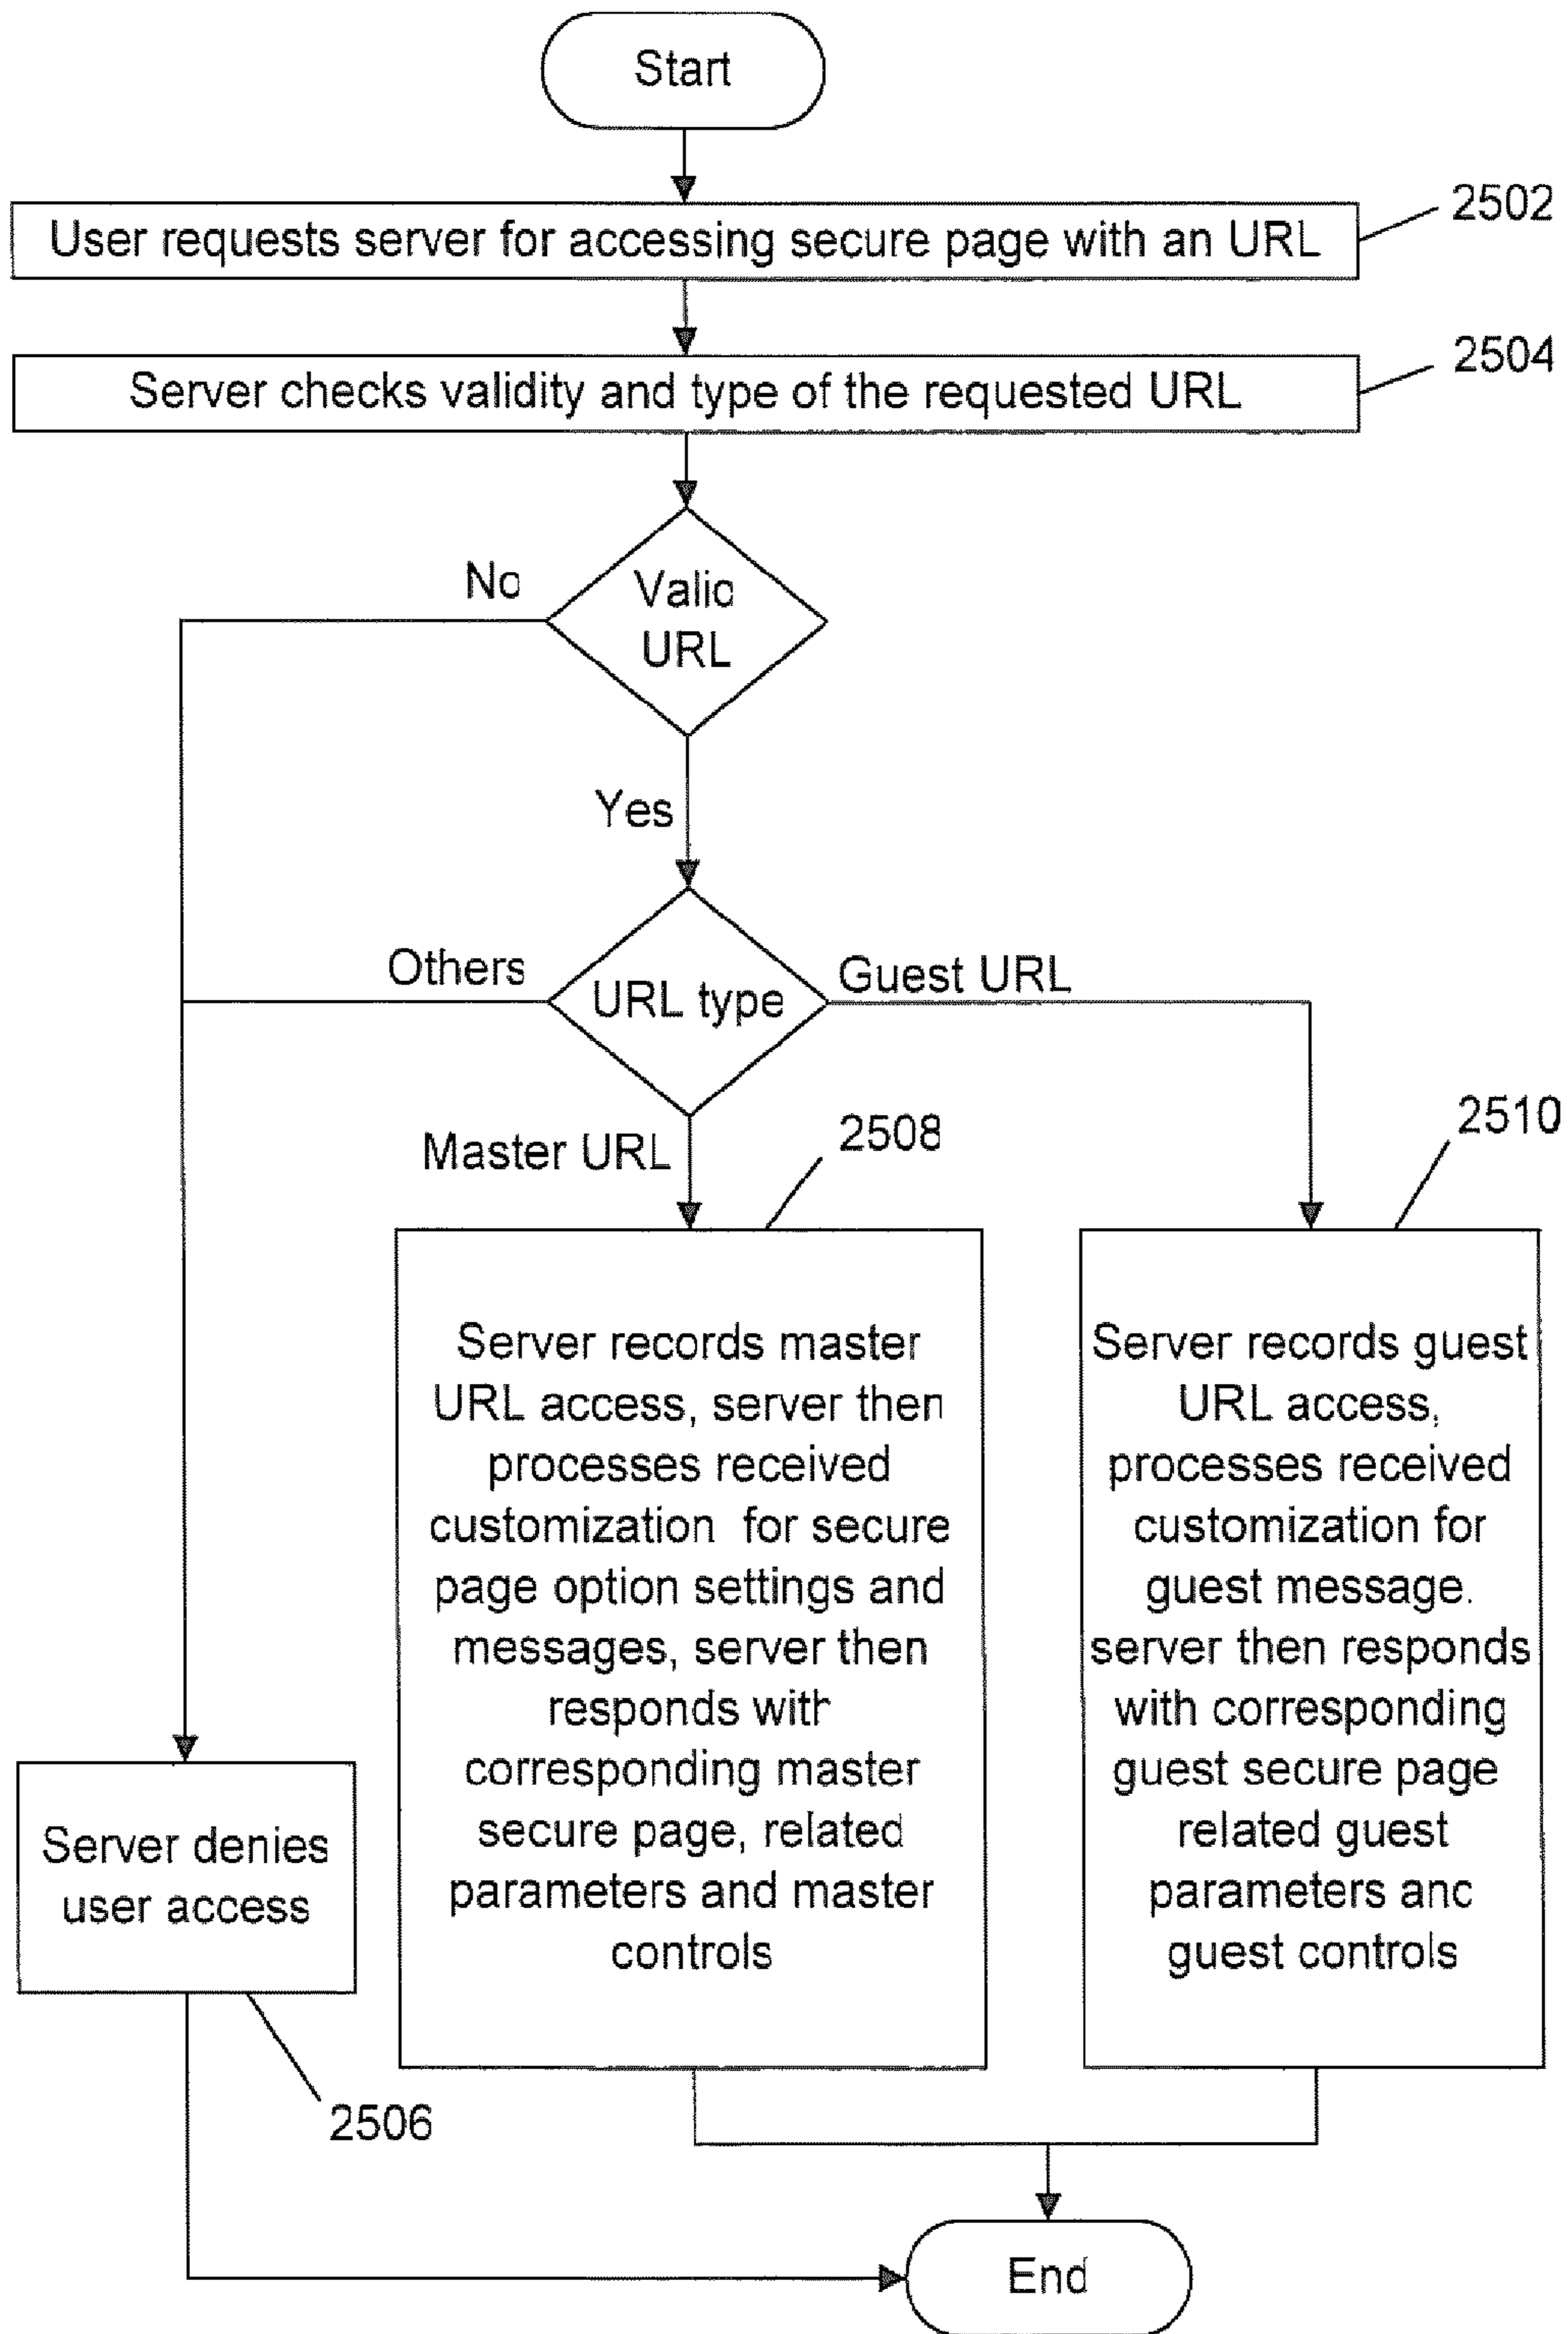 Start
2502
User requests server for accessing secure page with an URL
2504
Server checks validity and type of the requested URL
No
Valid
URL
Yes
Others
URL type
Guest URL
Master URL
2508
2510
Server records master
URL access, server then
processes received
customization for secure
page option settings and
messages, server then
responds with
corresponding master
secure page, related
parameters and master
controls
Server records guest
URL access,
processes received
customization for
guest message.
server then responds
with corresponding
guest secure page
related guest
parameters and
guest controls
Server denies
user access
2506
End